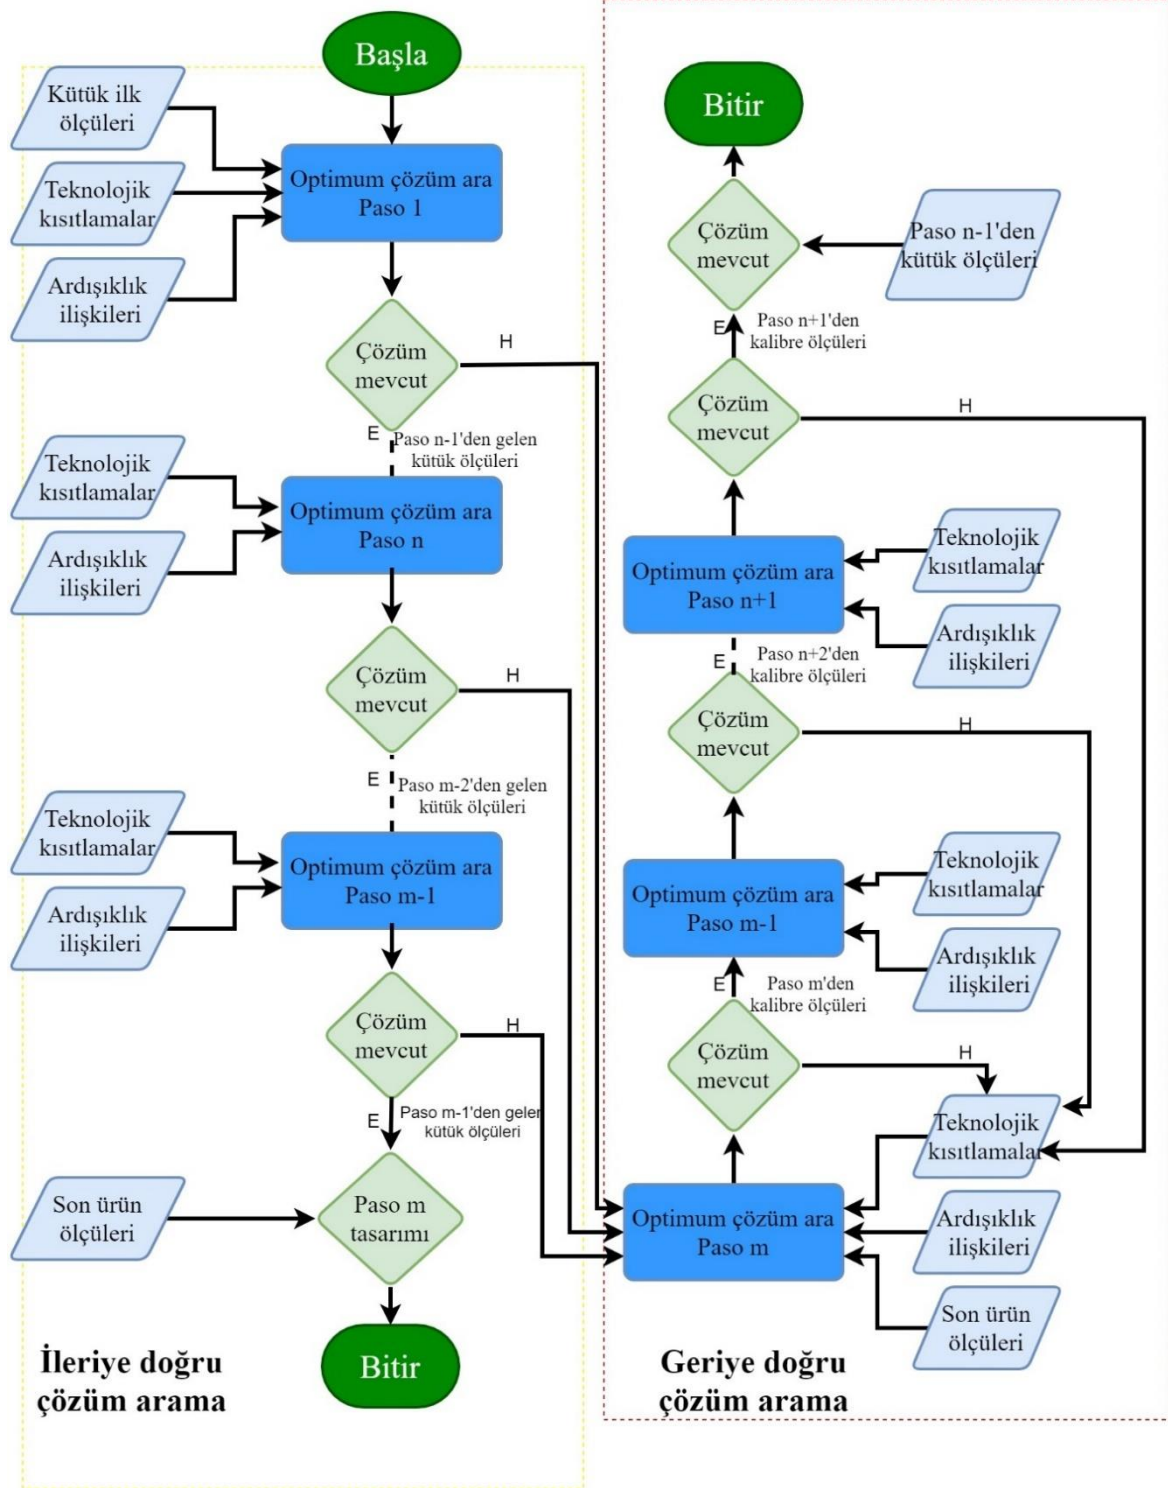 Başla
Kütük ilk
ölçüleri
Teknolojik
kısıtlamalar
Ardışıklık
ilişkileri
Optimum çözüm ara
Paso 1
Çözüm
mevcut
H
E
Paso n-1'den gelen
kütük ölçüleri
Teknolojik
kısıtlamalar
Ardışıklık
ilişkileri
Optimum çözüm ara
Paso n
Çözüm
mevcut
H
E
Paso m-2'den gelen
kütük ölçüleri
Teknolojik
kısıtlamalar
Ardışıklık
ilişkileri
Optimum çözüm ara
Paso m-1
Çözüm
mevcut
H
E
Paso m-1'den gelen
kütük ölçüleri
Son ürün
ölçüleri
Paso m
tasarımı
Bitir
İleriye doğru
çözüm arama
Bitir
Çözüm
mevcut
Paso n-1'den
kütük ölçüleri
E
Paso n+1'den
kalibre ölçüleri
Çözüm
mevcut
H
Optimum çözüm ara
Paso n+1
Teknolojik
kısıtlamalar
Ardışıklık
ilişkileri
E
Paso n+2'den
kalibre ölçüleri
Çözüm
mevcut
H
Optimum çözüm ara
Paso m-1
Teknolojik
kısıtlamalar
Ardışıklık
ilişkileri
E
Paso m'den
kalibre ölçüleri
Çözüm
mevcut
H
Teknolojik
kısıtlamalar
Optimum çözüm ara
Paso m
Ardışıklık
ilişkileri
Son ürün
ölçüleri
Geriye doğru
çözüm arama